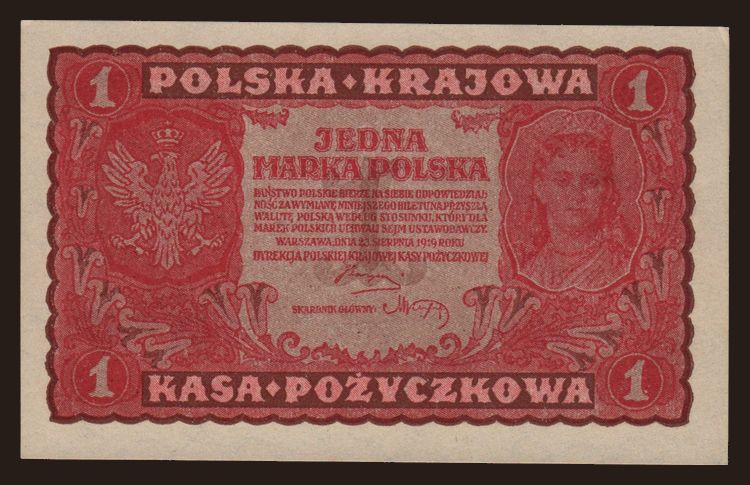 1 POLSKA·KRAJOWA 1
JEDNA
MARKA POLSKA
PAŃSTWO POLSKIE BIERZE NA SIEBIE ODPOWIEDZIAL
NOŚĆ ZA WYMIANĘ NINIEJSZEGO BILETU NA PRZYSZŁĄ
WALUTĘ POLSKĄ WEDŁUG STOSUNKU, KTÓRY DLA
MAREK POLSKICH UCHWALI SEJM USTAWODAWCZY.
WARSZAWA, DNIA 23 SIERPNIA 1919 ROKU
DYREKCJA POLSKIEJ KRAJOWEJ KASY POŻYCZKOWEJ
SKARBNIK GŁÓWNY:
1 KASA·POŻYCZKOWA 1